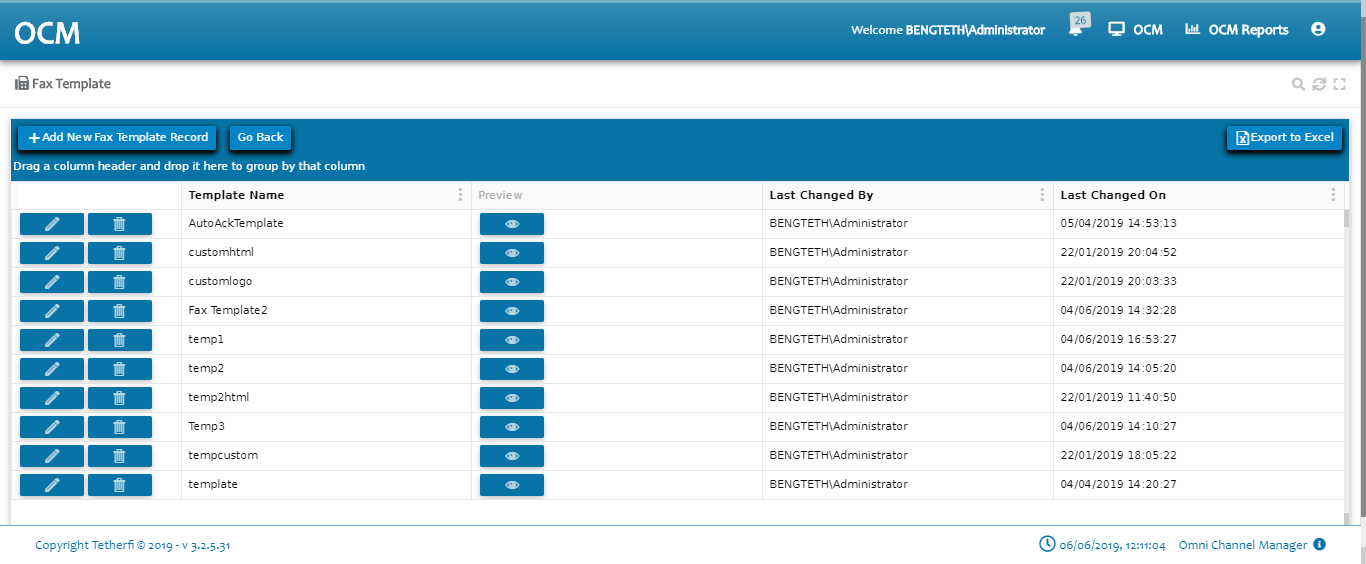 OCM
Welcome BENGTETH\Administrator 26 OCM OCM Reports
Fax Template
Add New Fax Template Record Go Back Export to Excel
Drag a column header and drop it here to group by that column
Template Name Preview Last Changed By Last Changed On
AutoAckTemplate BENGTETH\Administrator 05/04/2019 14:53:13
customhtml BENGTETH\Administrator 22/01/2019 20:04:52
customlogo BENGTETH\Administrator 22/01/2019 20:03:33
Fax Template2 BENGTETH\Administrator 04/06/2019 14:32:28
temp1 BENGTETH\Administrator 04/06/2019 16:53:27
temp2 BENGTETH\Administrator 04/06/2019 14:05:20
temp2html BENGTETH\Administrator 22/01/2019 11:40:50
Temp3 BENGTETH\Administrator 04/06/2019 14:10:27
tempcustom BENGTETH\Administrator 22/01/2019 18:05:22
template BENGTETH\Administrator 04/04/2019 14:20:27
Copyright Tetherfi © 2019 - v 3.2.5.31 06/06/2019, 12:11:04 Omni Channel Manager